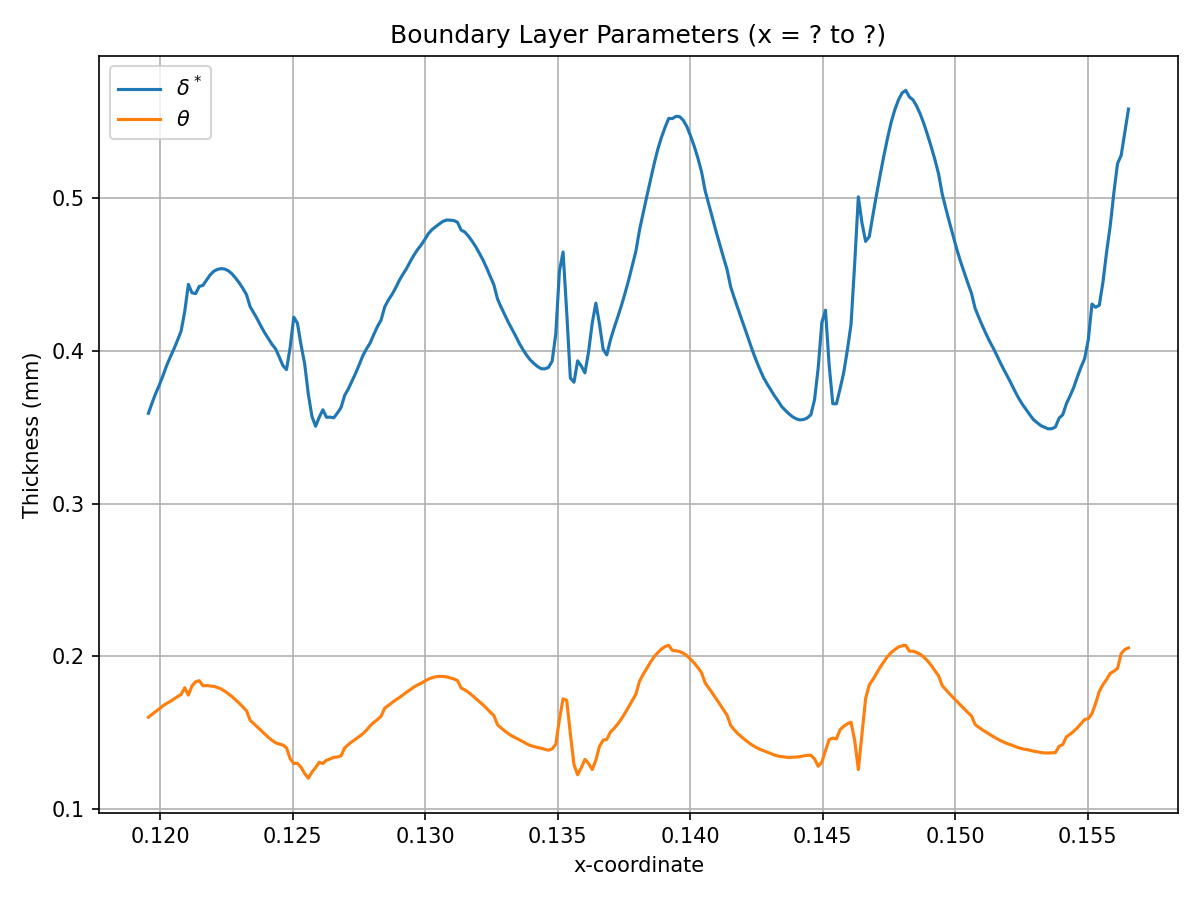 Boundary Layer Parameters (x = ? to ?)
δ*
θ
Thickness (mm)
0.5
0.4
0.3
0.2
0.1
0.120 0.125 0.130 0.135 0.140 0.145 0.150 0.155
x-coordinate